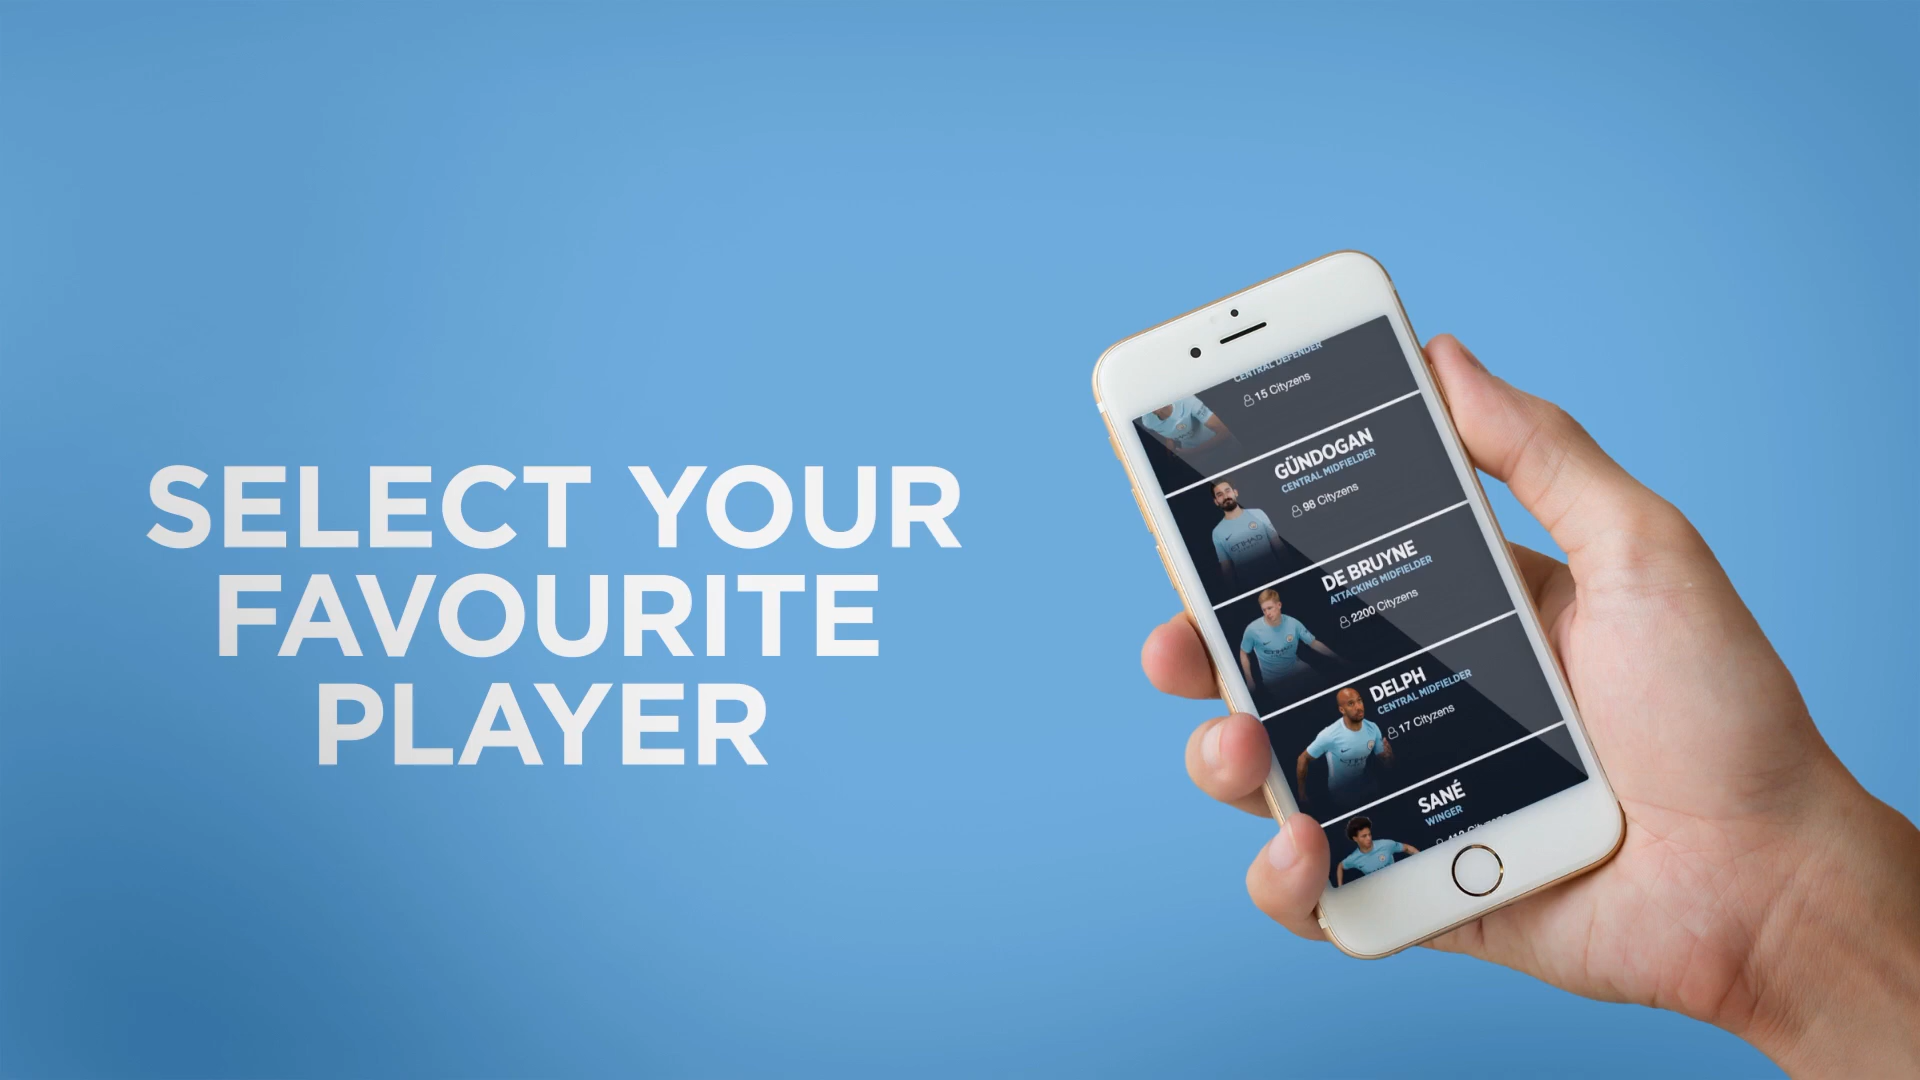 SELECT YOUR
FAVOURITE
PLAYER
CENTRAL DEFENDER
15 Cityzens
GÜNDOGAN
CENTRAL MIDFIELDER
98 Cityzens
DE BRUYNE
ATTACKING MIDFIELDER
2200 Cityzens
DELPH
CENTRAL MIDFIELDER
17 Cityzens
SANÉ
WINGER